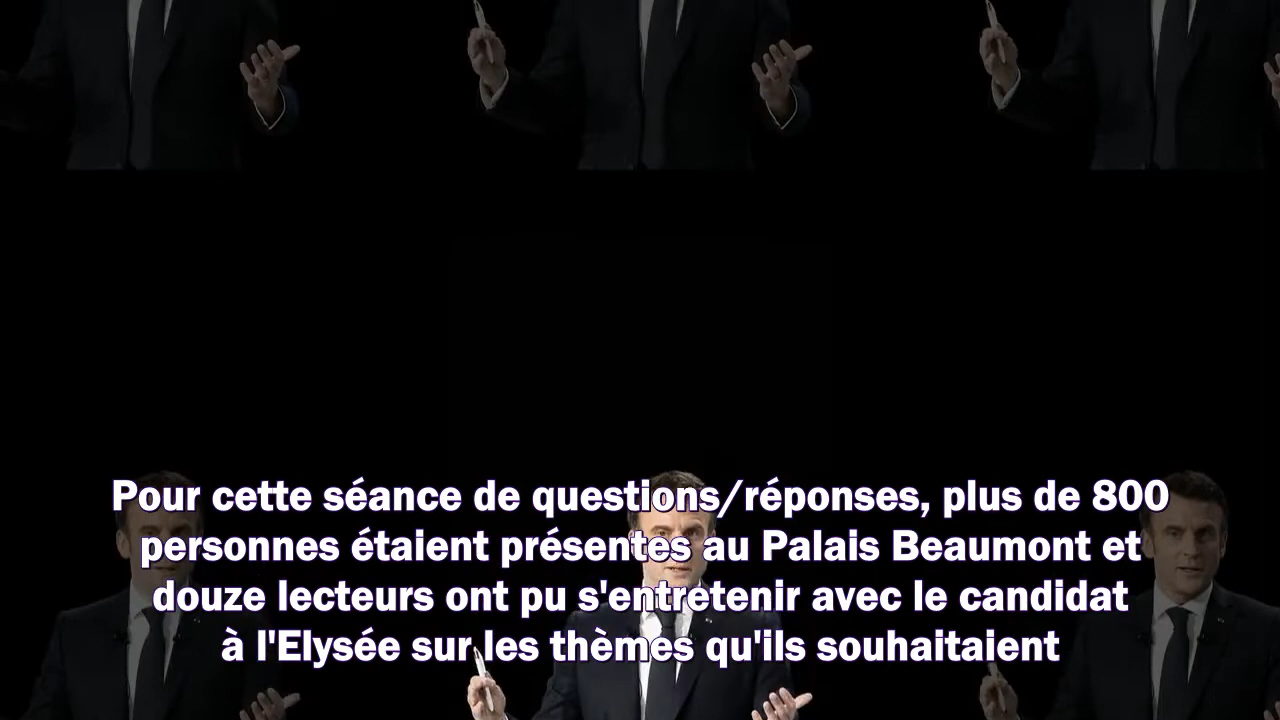 Pour cette séance de questions/réponses, plus de 800
personnes étaient présentes au Palais Beaumont et
douze lecteurs ont pu s'entretenir avec le candidat
à l'Elysée sur les thèmes qu'ils souhaitaient